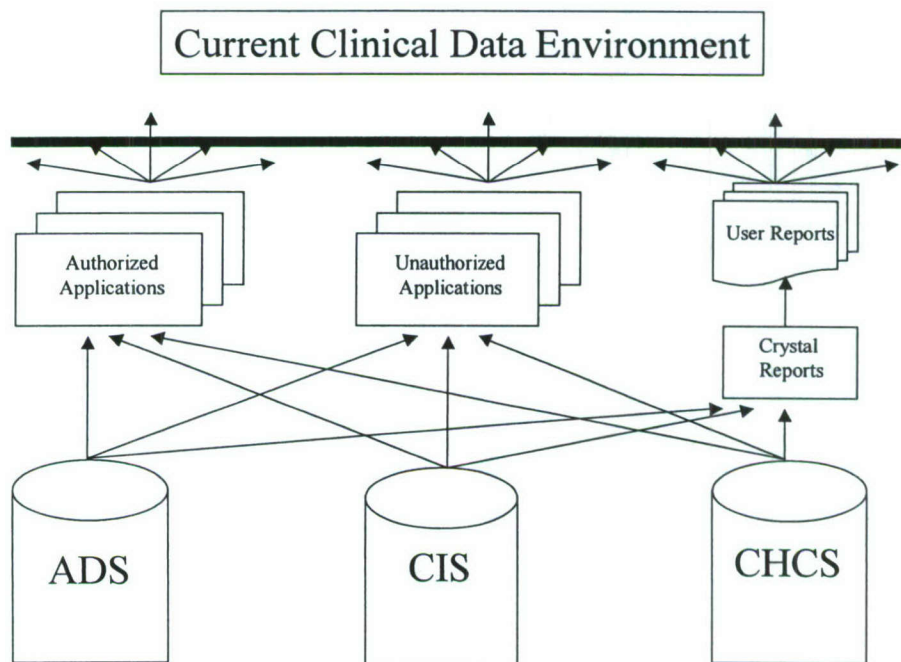 Current Clinical Data Environment
Authorized
Applications
Unauthorized
Applications
User Reports
Crystal
Reports
ADS
CIS
CHCS